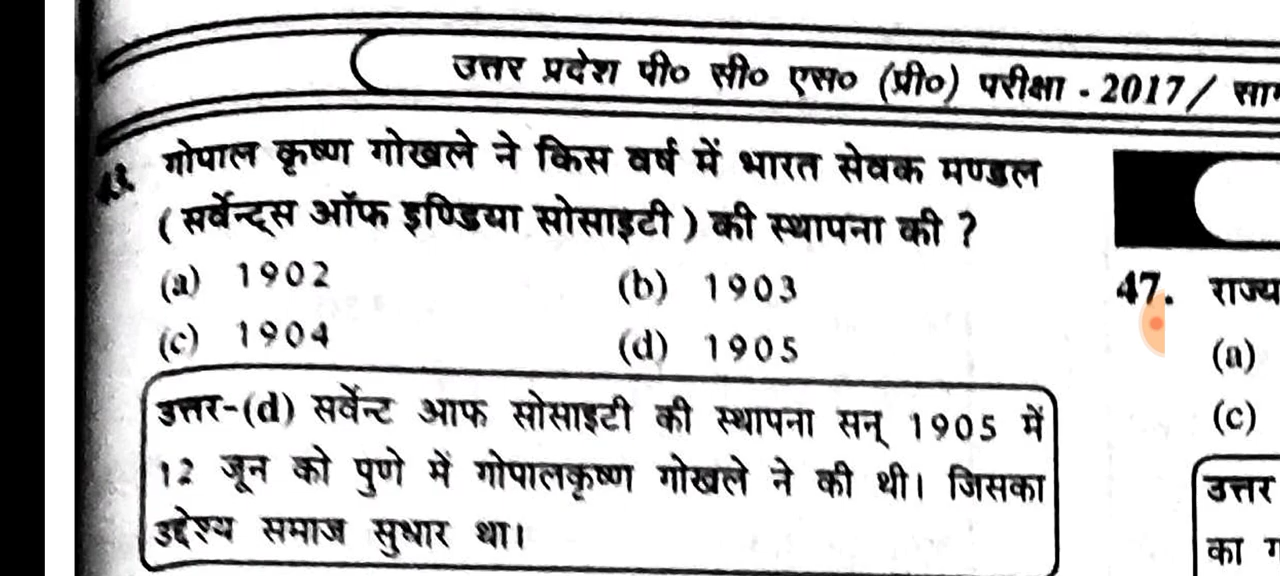 उत्तर प्रदेश पी० सी० एस० (प्री०) परीक्षा - 2017/
गोपाल कृष्ण गोखले ने किस वर्ष में भारत सेवक मण्डल
(सर्वेन्ट्स ऑफ इण्डिया सोसाइटी) की स्थापना की ?
(a) 1902 (b) 1903
(c) 1904 (d) 1905
उत्तर-(d) सर्वेन्ट आफ सोसाइटी की स्थापना सन् 1905 में
12 जून को पुणे में गोपालकृष्ण गोखले ने की थी। जिसका
उद्देश्य समाज सुधार था।
47. राज्य
(a)
(c)
उत्तर
का